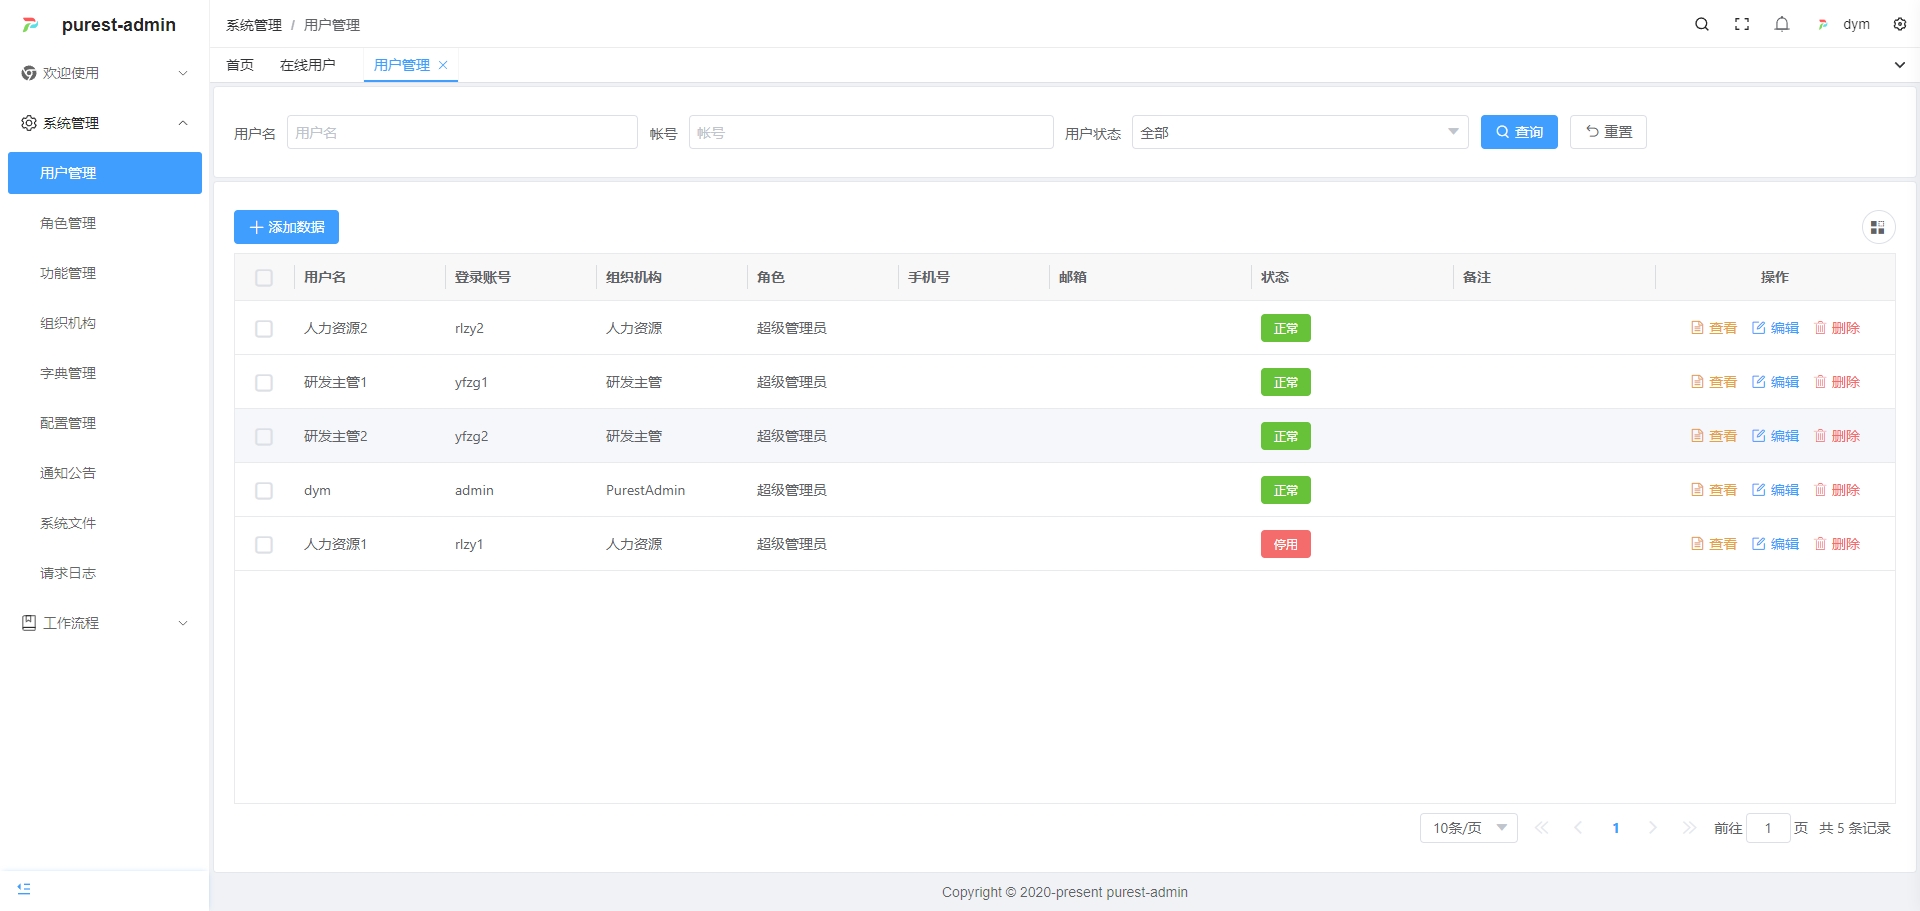 purest-admin
系统管理 / 用户管理
dym
首页 在线用户 用户管理
欢迎使用
系统管理
用户管理
角色管理
功能管理
组织机构
字典管理
配置管理
通知公告
系统文件
请求日志
工作流程
用户名 用户名 帐号 帐号 用户状态 全部 查询 重置
添加数据
用户名 登录账号 组织机构 角色 手机号 邮箱 状态 备注 操作
人力资源2 rlzy2 人力资源 超级管理员 正常 查看 编辑 删除
研发主管1 yfzg1 研发主管 超级管理员 正常 查看 编辑 删除
研发主管2 yfzg2 研发主管 超级管理员 正常 查看 编辑 删除
dym admin PurestAdmin 超级管理员 正常 查看 编辑 删除
人力资源1 rlzy1 人力资源 超级管理员 停用 查看 编辑 删除
10条/页 1 前往 1 页 共 5 条记录
Copyright © 2020-present purest-admin